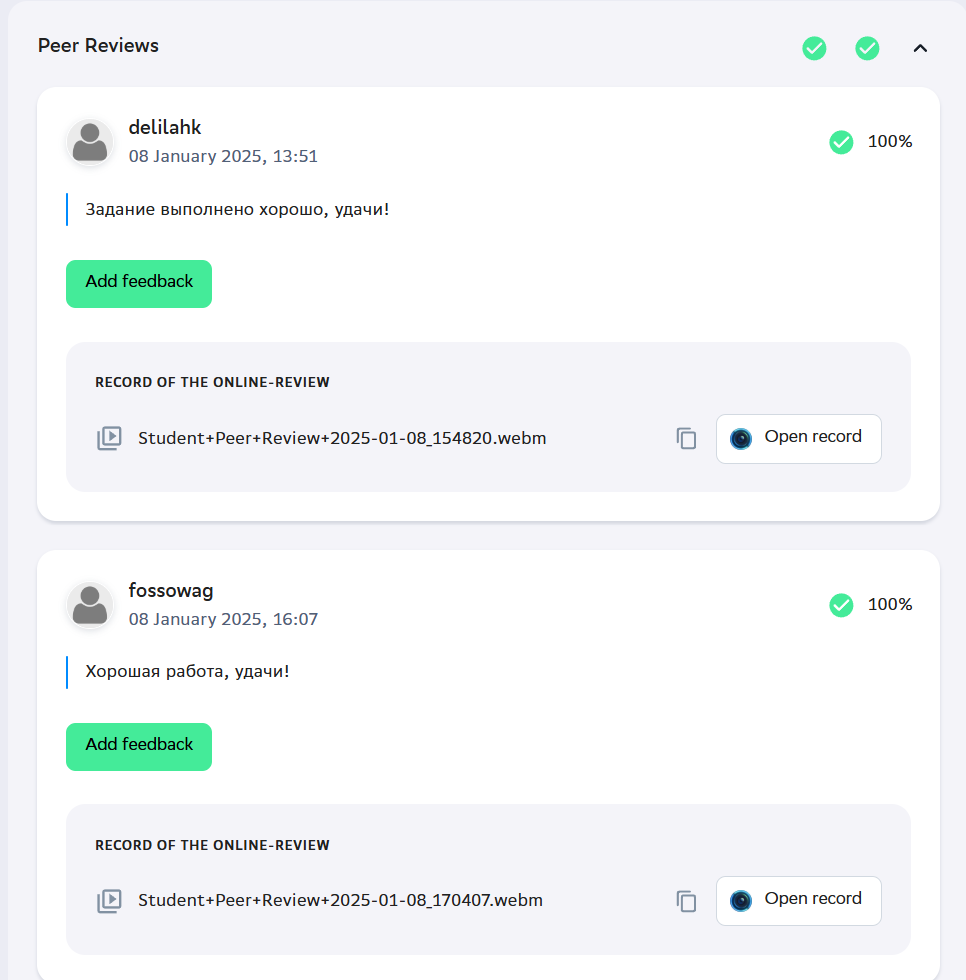 Peer Reviews
delilahk
08 January 2025, 13:51
100%
Задание выполнено хорошо, удачи!
Add feedback
RECORD OF THE ONLINE-REVIEW
Student+Peer+Review+2025-01-08_154820.webm
Open record
fossowag
08 January 2025, 16:07
100%
Хорошая работа, удачи!
Add feedback
RECORD OF THE ONLINE-REVIEW
Student+Peer+Review+2025-01-08_170407.webm
Open record